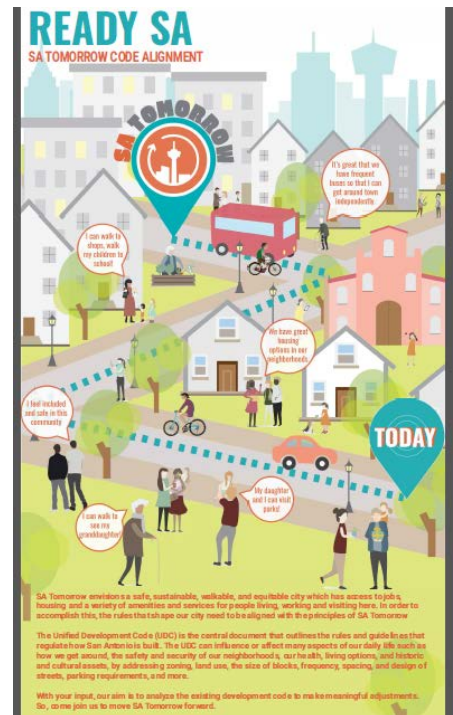 READY SA
SA TOMORROW CODE ALIGNMENT
SA TOMORROW
It's great that we
have frequent
buses so that I can
get around town
independently
I can walk to
shops, walk
my children to
school!
We have great
housing
options in our
neighborhoods
I feel included
and safe in this
community
TODAY
My daughter
and I can visit
parks!
I can walk to
see my
granddaughter!
SA Tomorrow envisions a safe, sustainable, walkable, and equitable city which has access to jobs,
housing and a variety of amenities and services for people living, working and visiting here. In order to
accomplish this, the rules that shape our city need to be aligned with the principles of SA Tomorrow
The Unified Development Code (UDC) is the central document that outlines the rules and guidelines that
regulate how San Antonio is built. The UDC can influence or affect many aspects of our daily life such as
how we get around, the safety and security of our neighborhoods, our health, living options, and historic
and cultural assets, by addressing zoning, land use, the size of blocks, frequency, spacing, and design of
streets, parking requirements, and more.
With your input, our aim is to analyze the existing development code to make meaningful adjustments.
So, come join us to move SA Tomorrow forward.